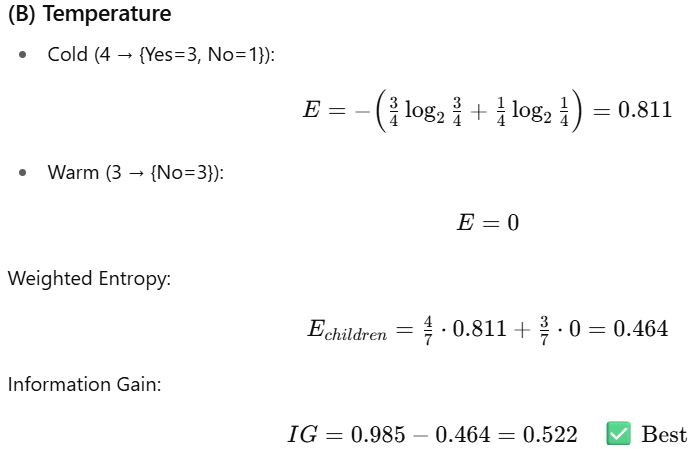 (B) Temperature
• Cold (4 → {Yes=3, No=1}):
E = −(3/4 log₂ 3/4 + 1/4 log₂ 1/4) = 0.811
• Warm (3 → {No=3}):
E = 0
Weighted Entropy:
E_children = 4/7 · 0.811 + 3/7 · 0 = 0.464
Information Gain:
IG = 0.985 − 0.464 = 0.522 ✅ Best